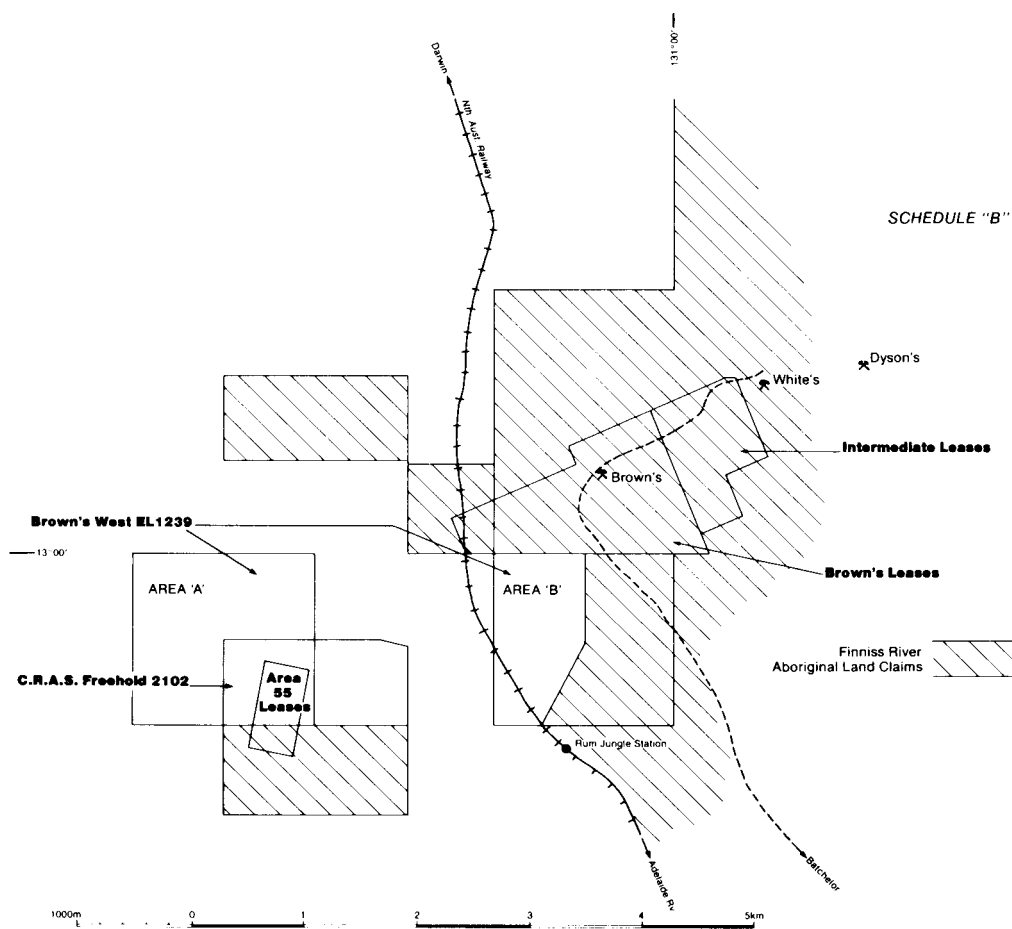 131°00'
Darwin
Nth Aust Railway
SCHEDULE "B"
Dyson's
White's
Intermediate Leases
Brown's
Brown's West EL1239
13°00'
Brown's Leases
AREA 'A'
AREA 'B'
Finniss River
Aboriginal Land Claims
C.R.A.S. Freehold 2102
Area
55
Leases
Rum Jungle Station
Batchelor
Adelaide Rv
1000m
0
1
2
3
4
5km